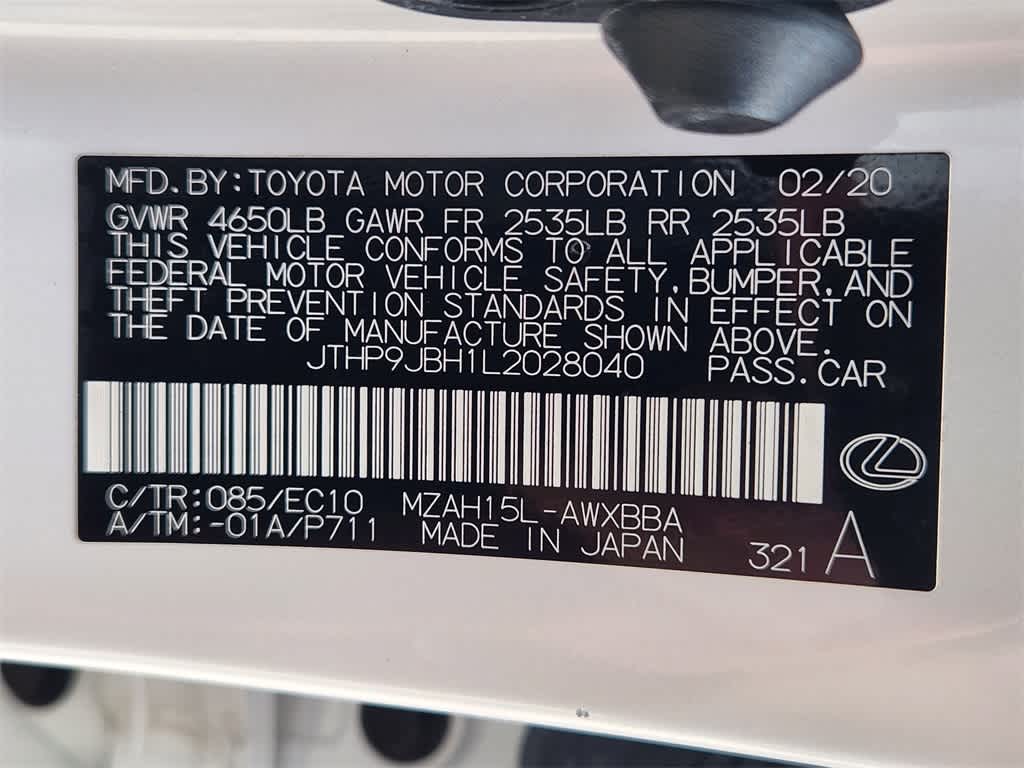 MFD.BY:TOYOTA MOTOR CORPORATION 02/20
GVWR 4650LB GAWR FR 2535LB RR 2535LB
THIS VEHICLE CONFORMS TO ALL APPLICABLE
FEDERAL MOTOR VEHICLE SAFETY,BUMPER,AND
THEFT PREVENTION STANDARDS IN EFFECT ON
THE DATE OF MANUFACTURE SHOWN ABOVE.
JTHP9JBH1L2028040 PASS.CAR
C/TR:085/EC10 MZAH15L-AWXBBA
A/TM:-01A/P711 MADE IN JAPAN 321 A